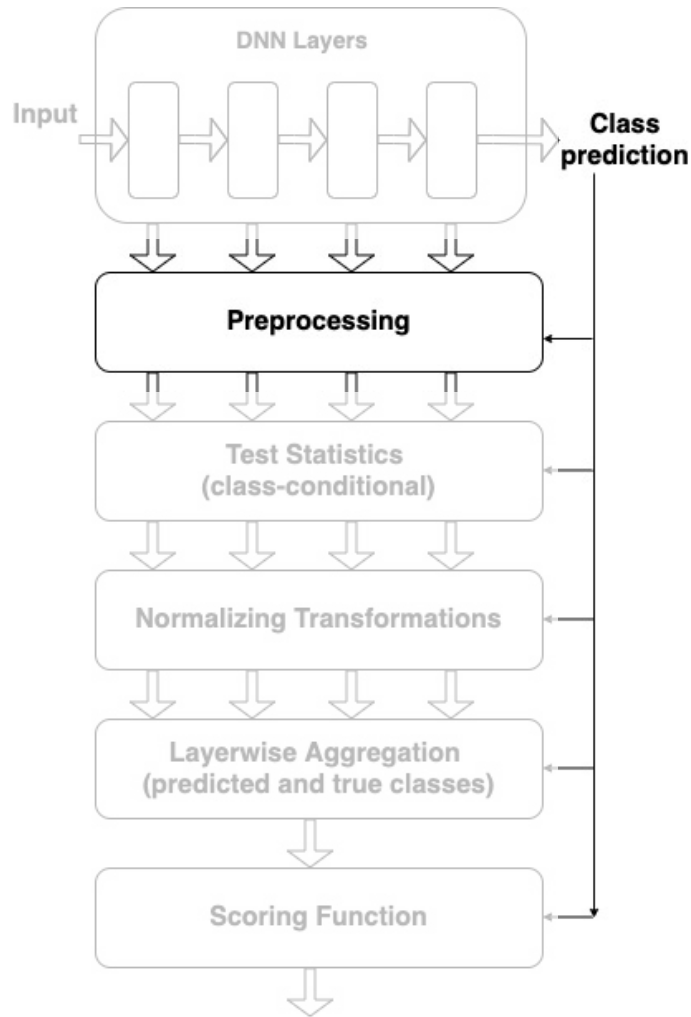 DNN Layers
Input
Class
prediction
Preprocessing
Test Statistics
(class-conditional)
Normalizing Transformations
Layerwise Aggregation
(predicted and true classes)
Scoring Function